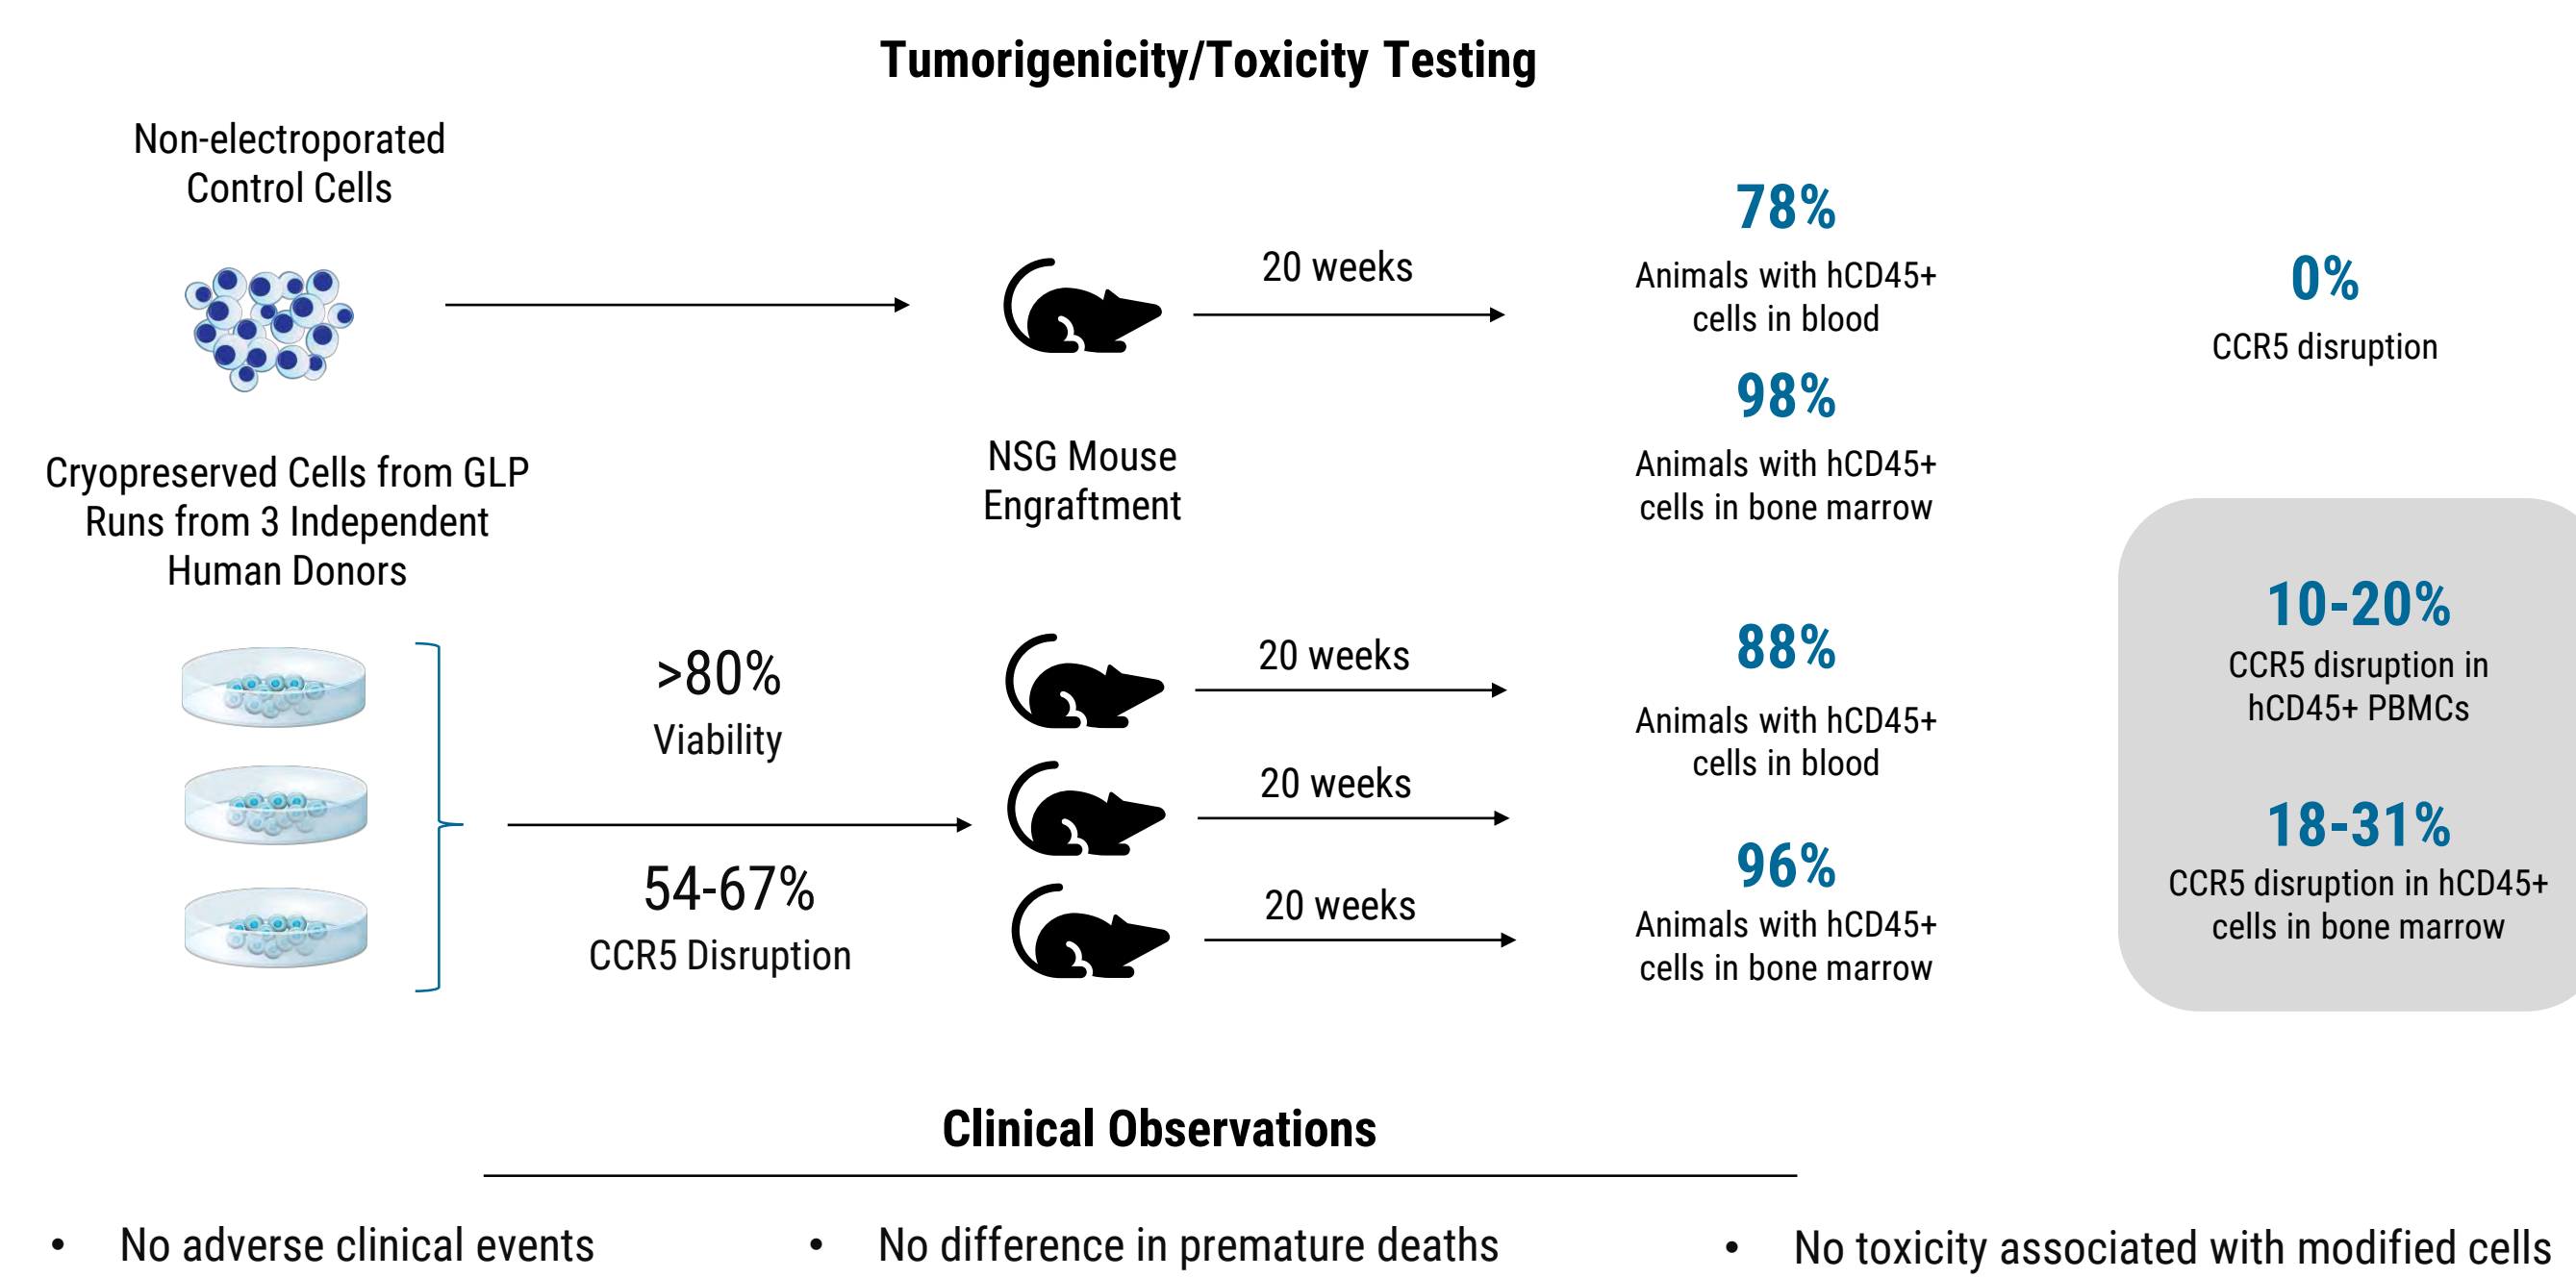 Tumorigenicity/Toxicity Testing
Non-electroporated
Control Cells
20 weeks
78%
Animals with hCD45+
cells in blood
98%
Animals with hCD45+
cells in bone marrow
0%
CCR5 disruption
NSG Mouse
Engraftment
Cryopreserved Cells from GLP
Runs from 3 Independent
Human Donors
>80%
Viability
54-67%
CCR5 Disruption
20 weeks
20 weeks
20 weeks
88%
Animals with hCD45+
cells in blood
96%
Animals with hCD45+
cells in bone marrow
10-20%
CCR5 disruption in
hCD45+ PBMCs
18-31%
CCR5 disruption in hCD45+
cells in bone marrow
Clinical Observations
• No adverse clinical events
• No difference in premature deaths
• No toxicity associated with modified cells